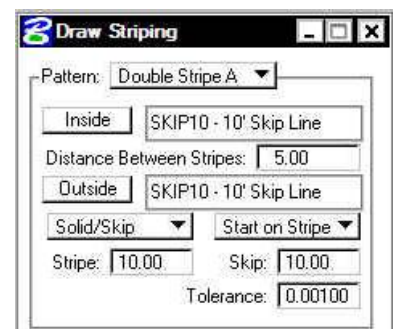 Draw Striping
Pattern: Double Stripe A
Inside SKIP10 - 10' Skip Line
Distance Between Stripes: 5.00
Outside SKIP10 - 10' Skip Line
Solid/Skip Start on Stripe
Stripe: 10.00 Skip: 10.00
Tolerance: 0.00100